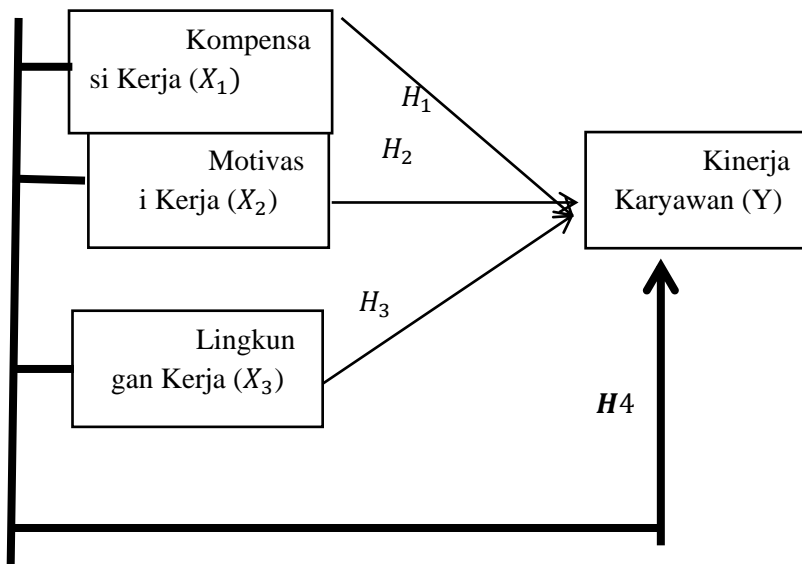 Kompensa
si Kerja (𝑋₁)
𝐻₁
𝐻₂
Motivas
i Kerja (𝑋₂)
Kinerja
Karyawan (Y)
𝐻₃
Lingkun
gan Kerja (𝑋₃)
𝑯4